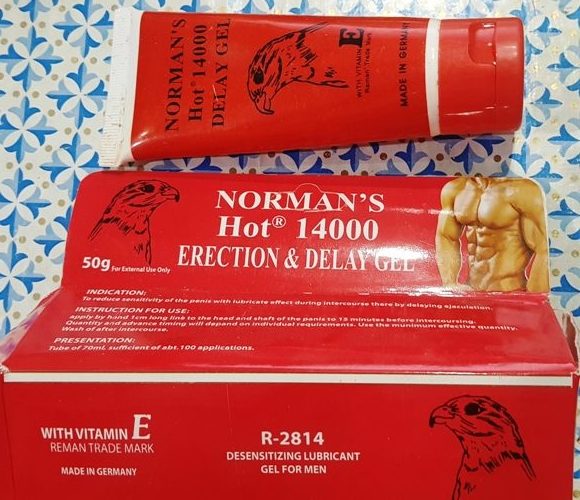 NORMAN'S
Hot® 14000
DELAY GEL
WITH VITAMIN E
Reman Trade Mark
MADE IN GERMANY
NORMAN'S
Hot® 14000
ERECTION & DELAY GEL
50g For External Use Only
INDICATION:
To reduce sensitivity of the panis with lubricate effect during intercourse there by delaying ejaculation.
INSTRUCTION FOR USE:
apply by hand 1cm long line to the head and shaft of the panis to 15 minutes before intercoursing.
Quantity and advance timing will depend on individual requirements. Use the munimum effective quantity.
Wash of after intercourse.
PRESENTATION:
Tube of 70mL sufficient of abt. 100 applications.
WITH VITAMIN E
REMAN TRADE MARK
MADE IN GERMANY
R-2814
DESENSITIZING LUBRICANT
GEL FOR MEN